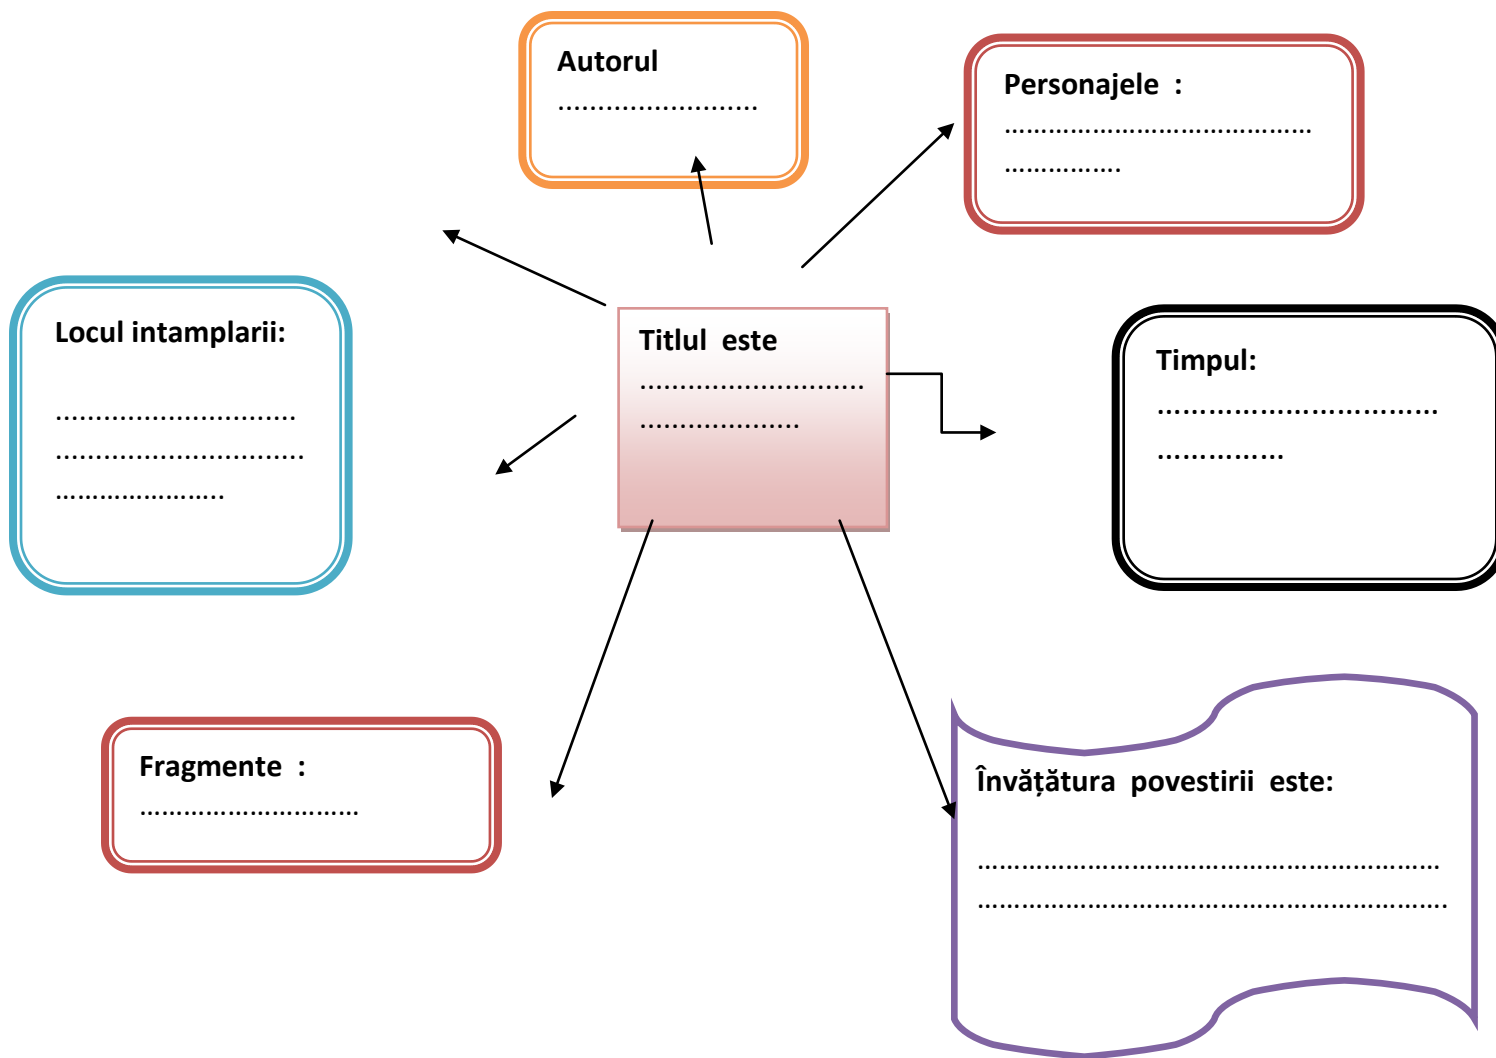 Autorul
............................
Personajele :
..........................................
................
Locul intamplarii:
..............................
...............................
.......................
Titlul este
............................
....................
Timpul:
.................................
...............
Fragmente :
..............................
Învățătura povestirii este:
...............................................................
................................................................